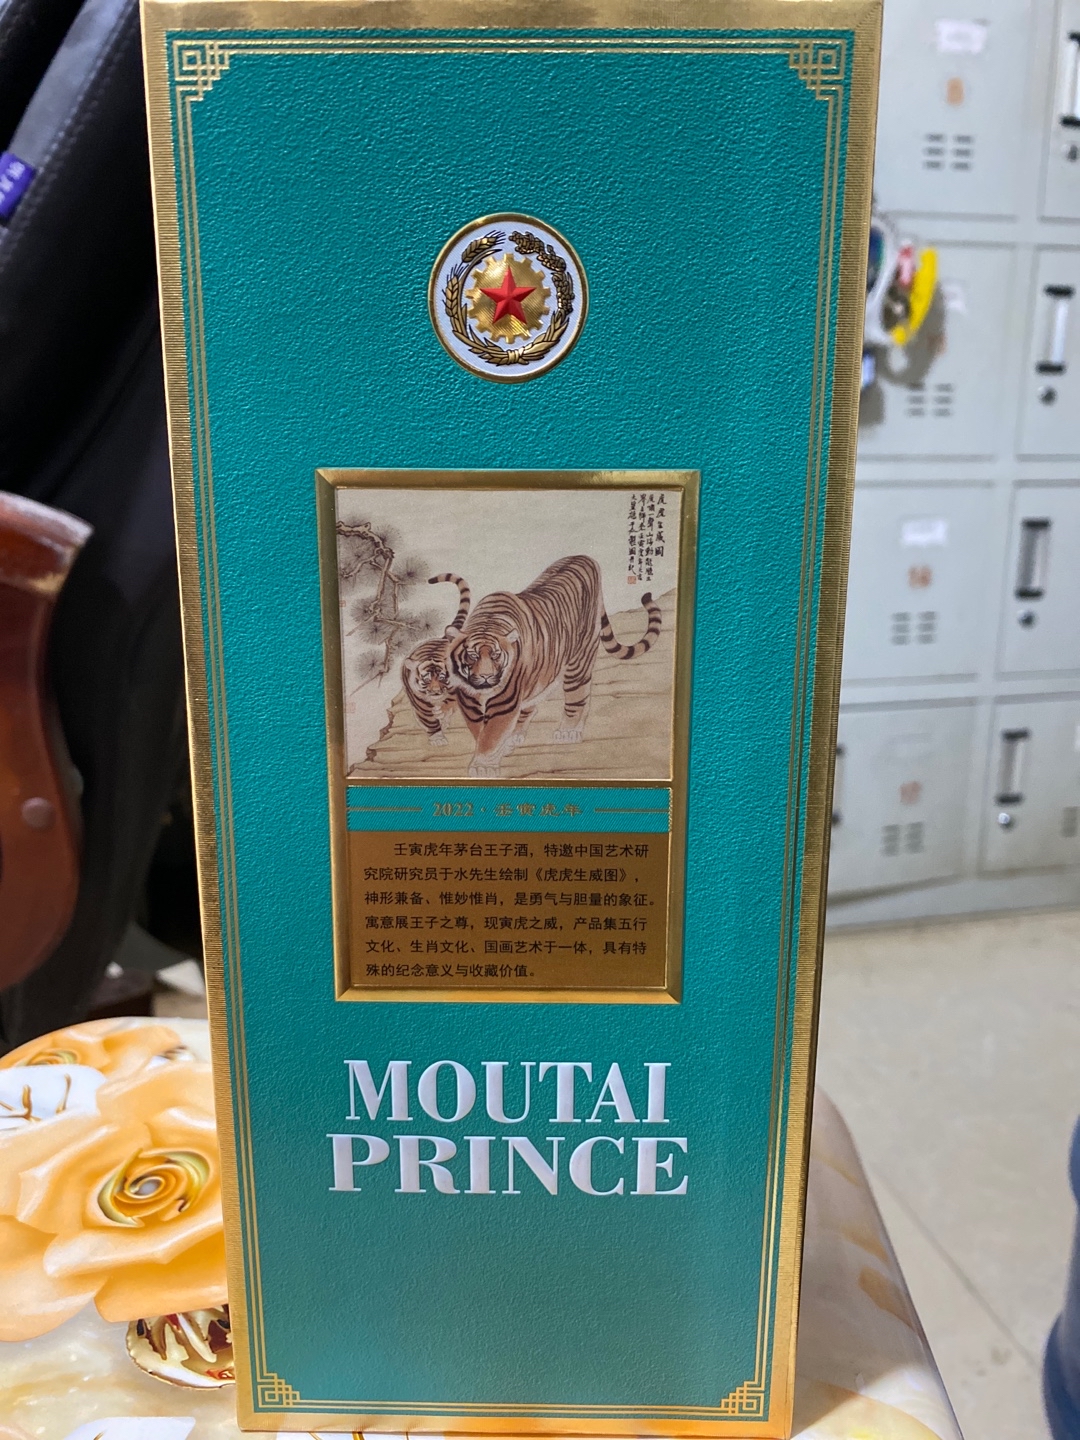 虎虎生威图
2022·壬寅虎年
壬寅虎年茅台王子酒，特邀中国艺术研
究院研究员于水先生绘制《虎虎生威图》，
神形兼备、惟妙惟肖，是勇气与胆量的象征。
寓意展王子之尊，现寅虎之威，产品集五行
文化、生肖文化、国画艺术于一体，具有特
殊的纪念意义与收藏价值。
MOUTAI
PRINCE